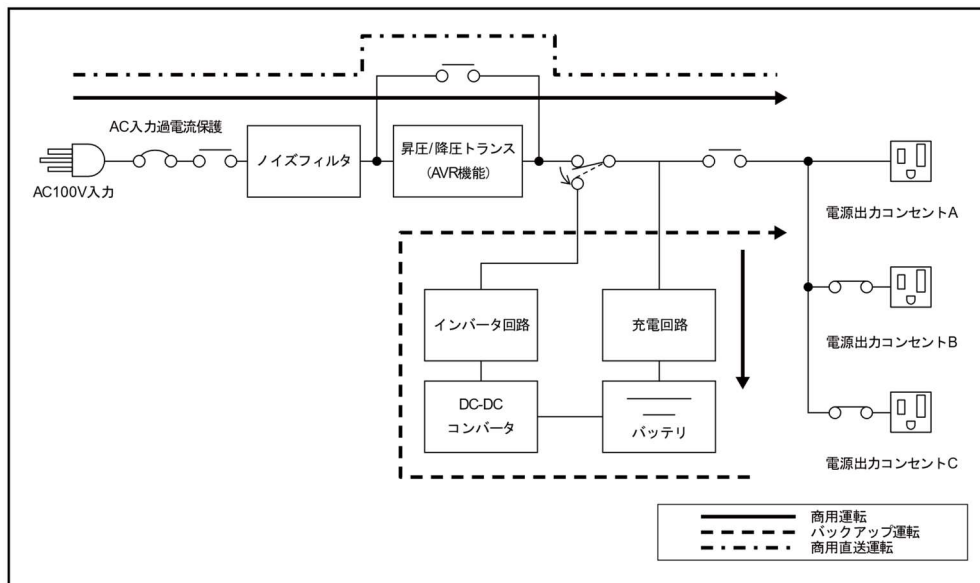 AC入力過電流保護
ノイズフィルタ
昇圧/降圧トランス
(AVR機能)
AC100V入力
電源出力コンセントA
インバータ回路
充電回路
電源出力コンセントB
DC-DC
コンバータ
バッテリ
電源出力コンセントC
商用運転
バックアップ運転
商用直送運転